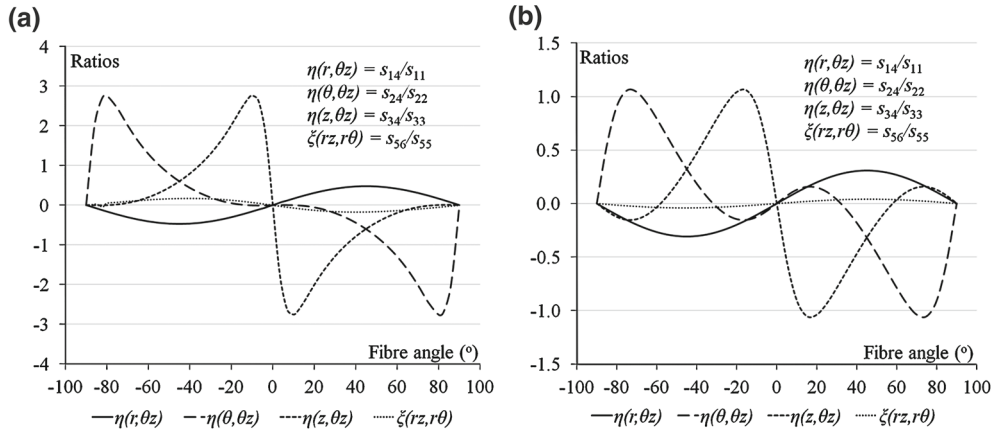 (a)
Ratios
η(r,θz) = s14/s11
η(θ,θz) = s24/s22
η(z,θz) = s34/s33
ξ(rz,rθ) = s56/s55
4
3
2
1
0
-1
-2
-3
-4
Fibre angle (°)
-100 -80 -60 -40 -20 0 20 40 60 80 100
η(r,θz) η(θ,θz) η(z,θz) ξ(rz,rθ)
(b)
Ratios
η(r,θz) = s14/s11
η(θ,θz) = s24/s22
η(z,θz) = s34/s33
ξ(rz,rθ) = s56/s55
1.5
1.0
0.5
0.0
-0.5
-1.0
-1.5
Fibre angle (°)
-100 -80 -60 -40 -20 0 20 40 60 80 100
η(r,θz) η(θ,θz) η(z,θz) ξ(rz,rθ)